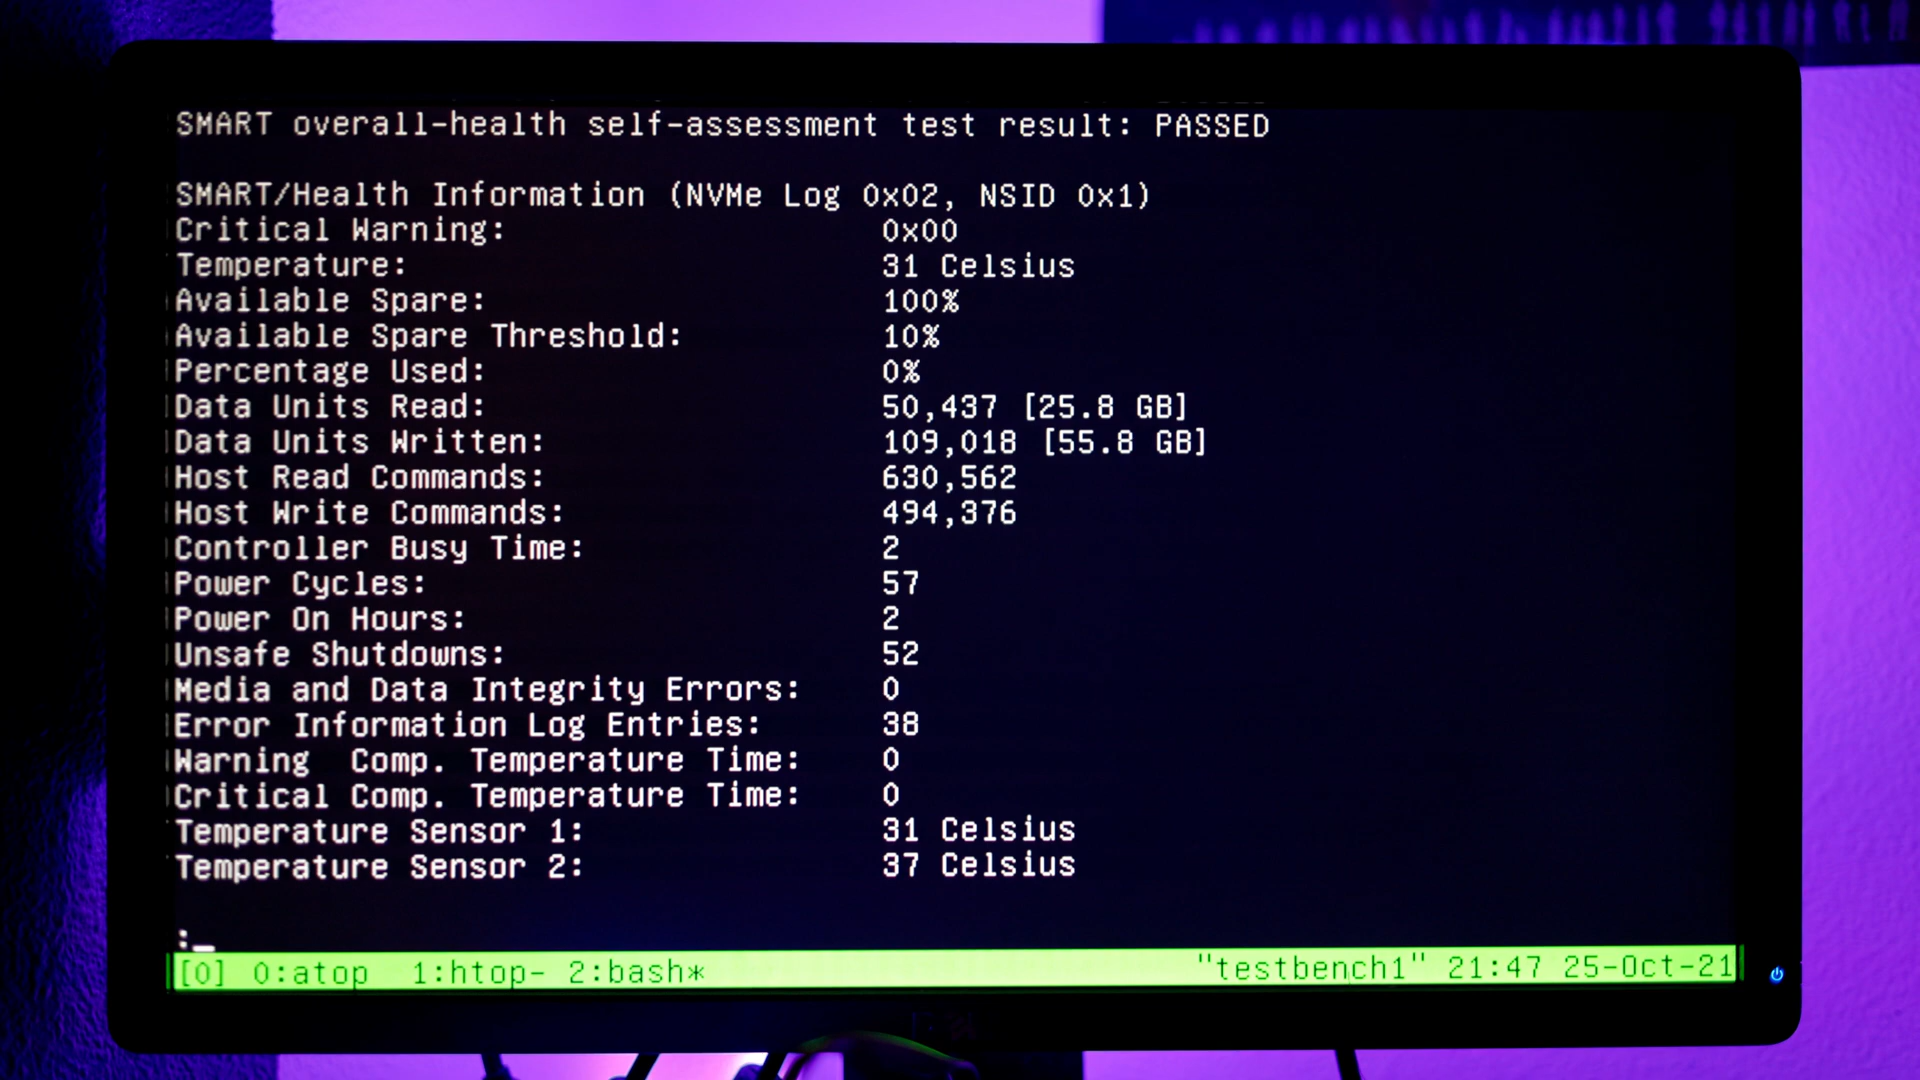 SMART overall-health self-assessment test result: PASSED
SMART/Health Information (NVMe Log 0x02, NSID 0x1)
Critical Warning: 0x00
Temperature: 31 Celsius
Available Spare: 100%
Available Spare Threshold: 10%
Percentage Used: 0%
Data Units Read: 50,437 [25.8 GB]
Data Units Written: 109,018 [55.8 GB]
Host Read Commands: 630,562
Host Write Commands: 494,376
Controller Busy Time: 2
Power Cycles: 57
Power On Hours: 2
Unsafe Shutdowns: 52
Media and Data Integrity Errors: 0
Error Information Log Entries: 38
Warning  Comp. Temperature Time: 0
Critical Comp. Temperature Time: 0
Temperature Sensor 1: 31 Celsius
Temperature Sensor 2: 37 Celsius
:_
[0] 0:atop  1:htop- 2:bash* "testbench1" 21:47 25-Oct-21